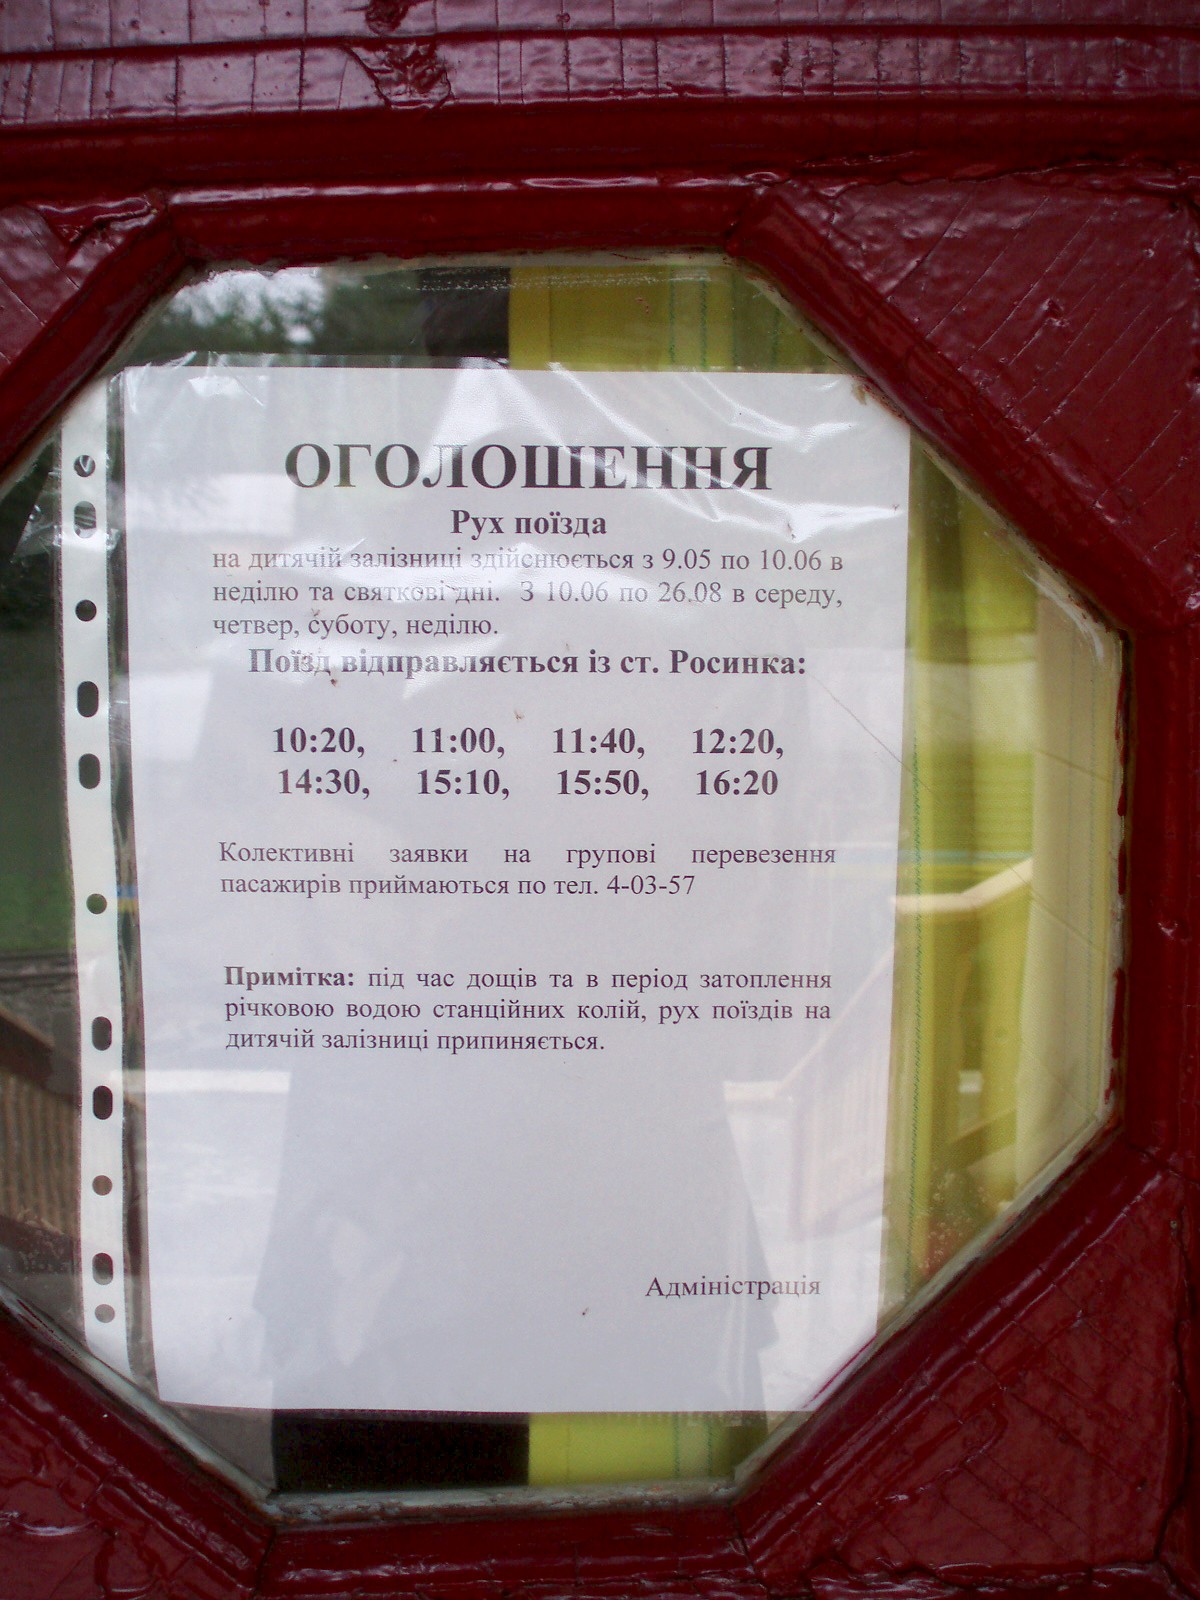 ОГОЛОШЕННЯ
Рух поїзда
на дитячій залізниці здійснюється з 9.05 по 10.06 в
неділю та святкові дні. З 10.06 по 26.08 в середу,
четвер, суботу, неділю.
Поїзд відправляється із ст. Росинка:
10:20, 11:00, 11:40, 12:20,
14:30, 15:10, 15:50, 16:20
Колективні заявки на групові перевезення
пасажирів приймаються по тел. 4-03-57
Примітка: під час дощів та в період затоплення
річковою водою станційних колій, рух поїздів на
дитячій залізниці припиняється.
Адміністрація